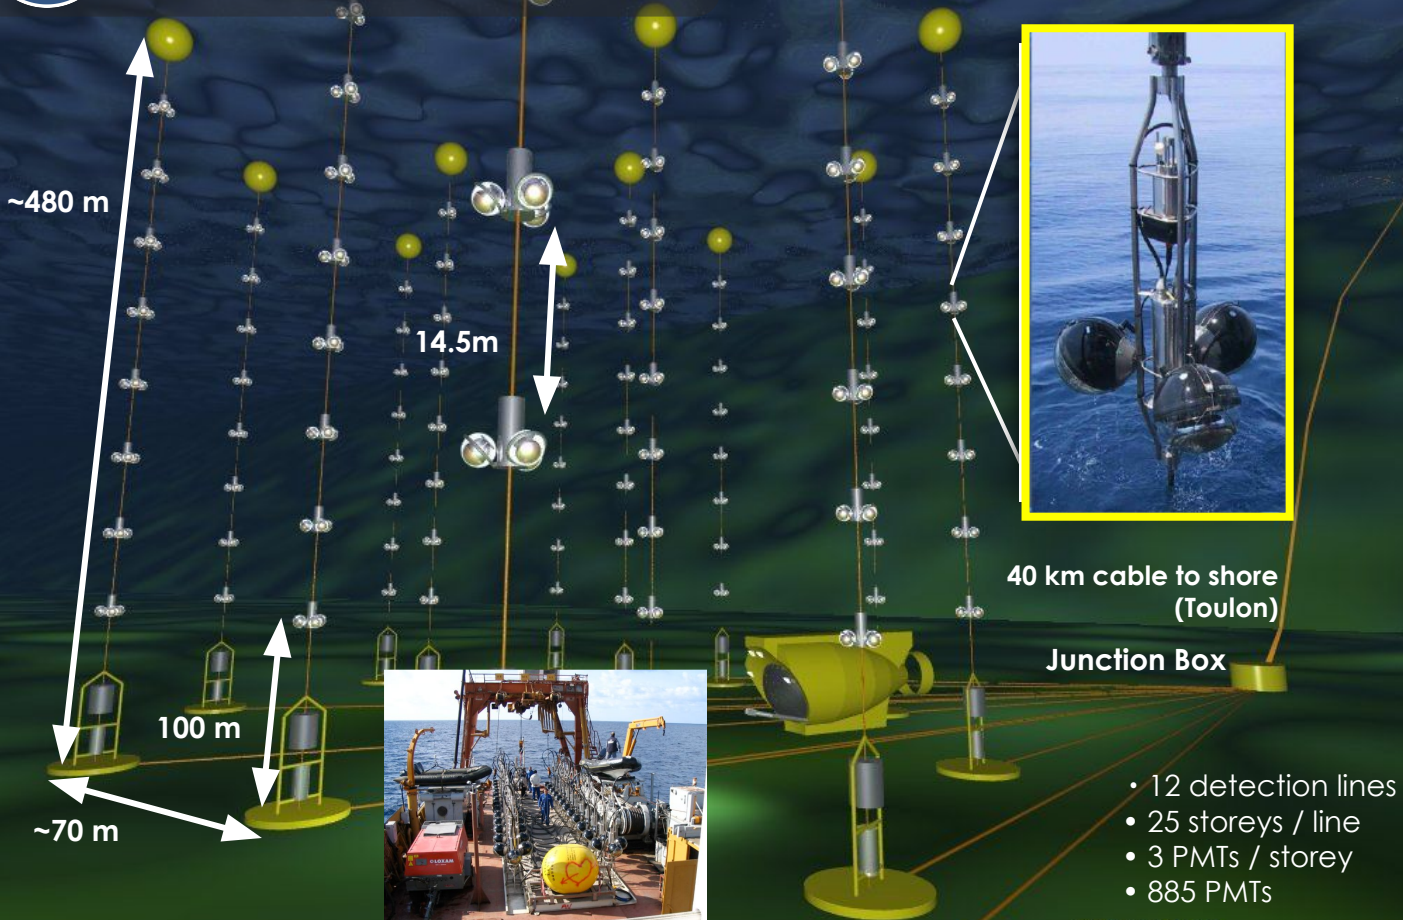 ~480 m
14.5m
100 m
~70 m
40 km cable to shore
(Toulon)
Junction Box
LOXAM
• 12 detection lines
• 25 storeys / line
• 3 PMTs / storey
• 885 PMTs